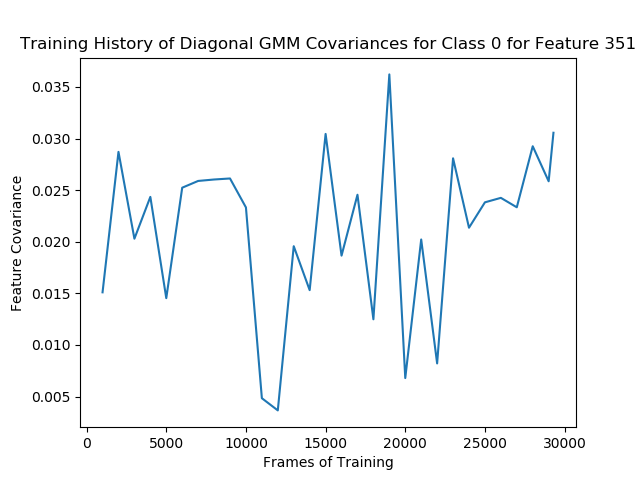 Training History of Diagonal GMM Covariances for Class 0 for Feature 351
0.035
0.030
0.025
0.020
0.015
0.010
0.005
Feature Covariance
0 5000 10000 15000 20000 25000 30000
Frames of Training